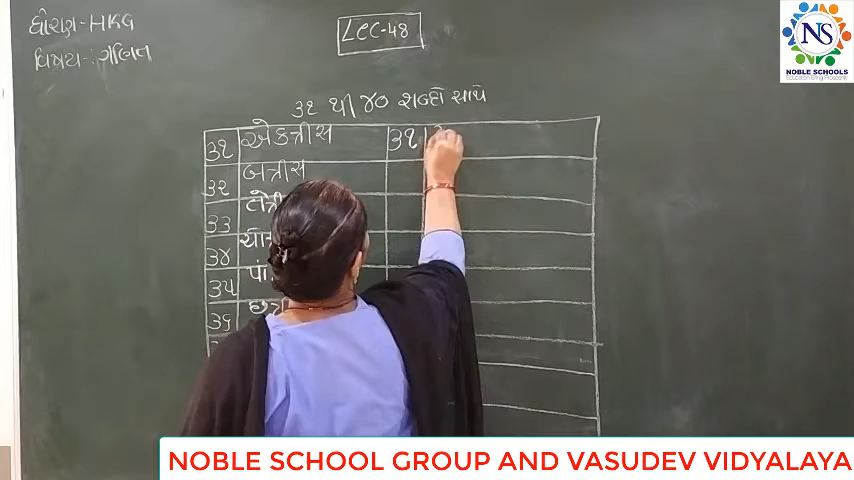 ધોરણ-HKG
વિષય-:ગણિત
LEC-48
NS
NOBLE SCHOOLS
૩૧ થી ૪૦ શબ્દો સાથે
૩૧ એકત્રીસ ૩૧
૩૨ બત્રીસ
૩૩
૩૪
૩૫
૩૬
NOBLE SCHOOL GROUP AND VASUDEV VIDYALAYA